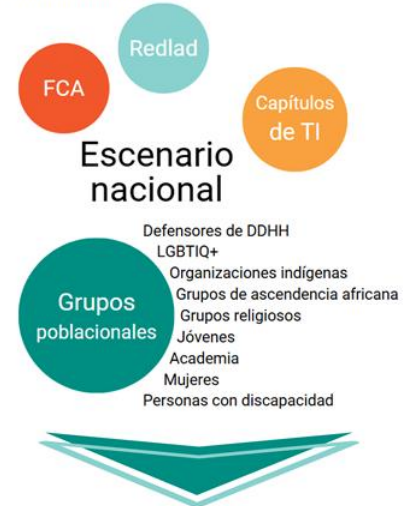 Redlad
FCA
Capítulos
de TI
Escenario
nacional
Grupos
poblacionales
Defensores de DDHH
LGBTIQ+
Organizaciones indígenas
Grupos de ascendencia africana
Grupos religiosos
Jóvenes
Academia
Mujeres
Personas con discapacidad